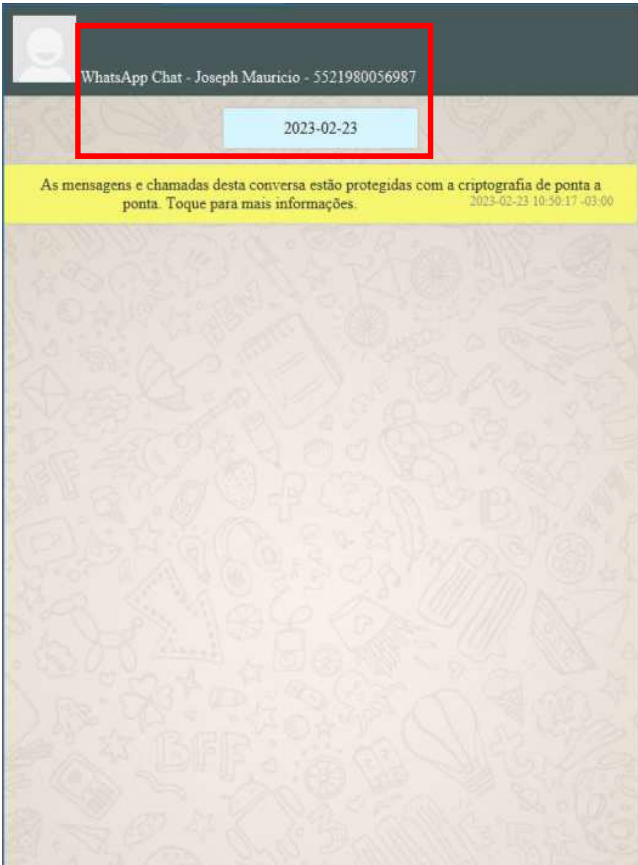 WhatsApp Chat - Joseph Mauricio - 5521980056987
2023-02-23
As mensagens e chamadas desta conversa estão protegidas com a criptografia de ponta a
ponta. Toque para mais informações.
2023-02-23 10:50:17 -03:00